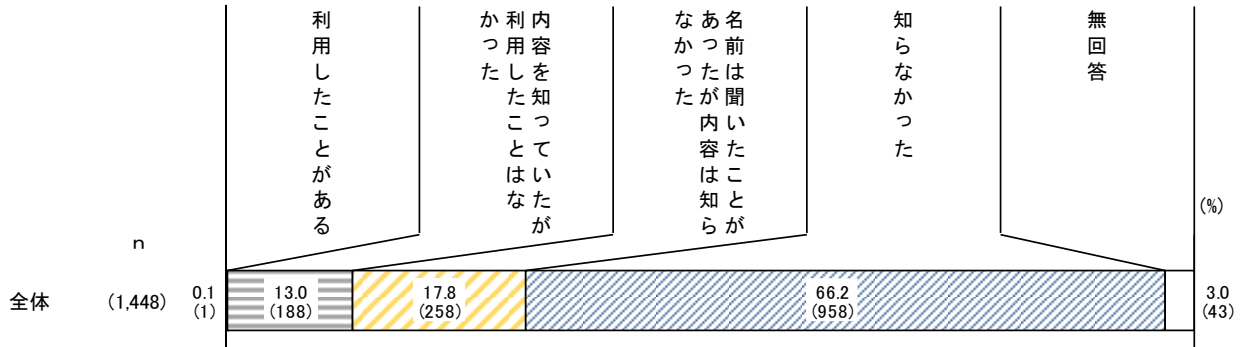 利用したことがある
内容を知っていたが
利用したことはな
かった
名前は聞いたことが
あったが内容は知ら
なかった
知らなかった
無回答
(%)
n
全体
(1,448)
0.1
(1)
13.0
(188)
17.8
(258)
66.2
(958)
3.0
(43)